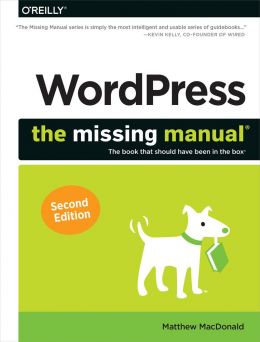 O'REILLY®
"The Missing Manual series is simply the most intelligent and usable series of guidebooks..."
—KEVIN KELLY, CO-FOUNDER OF WIRED
WordPress
the missing manual®
The book that should have been in the box®
Second
Edition
Matthew MacDonald